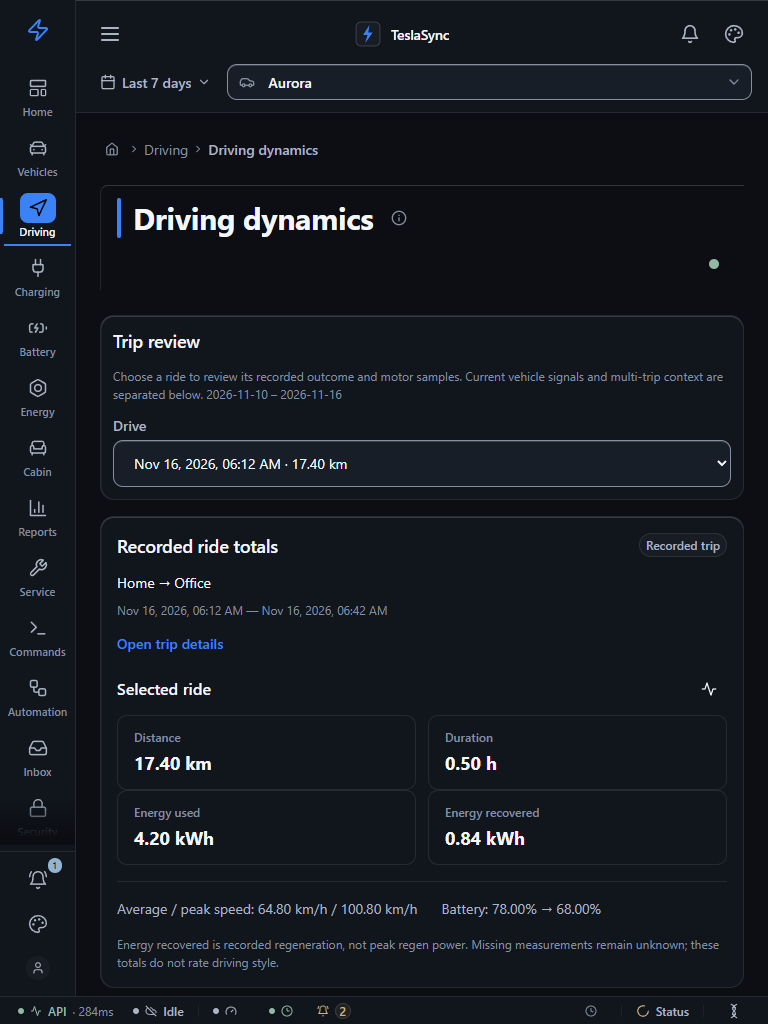 TeslaSync
Last 7 days
Aurora
Home
Vehicles
Driving
Charging
Battery
Energy
Cabin
Reports
Service
Commands
Automation
Inbox
Security
1
Driving > Driving dynamics
Driving dynamics
Trip review
Choose a ride to review its recorded outcome and motor samples. Current vehicle signals and multi-trip context are
separated below. 2026-11-10 – 2026-11-16
Drive
Nov 16, 2026, 06:12 AM · 17.40 km
Recorded ride totals
Recorded trip
Home → Office
Nov 16, 2026, 06:12 AM — Nov 16, 2026, 06:42 AM
Open trip details
Selected ride
Distance
17.40 km
Duration
0.50 h
Energy used
4.20 kWh
Energy recovered
0.84 kWh
Average / peak speed: 64.80 km/h / 100.80 km/h
Battery: 78.00% → 68.00%
Energy recovered is recorded regeneration, not peak regen power. Missing measurements remain unknown; these
totals do not rate driving style.
API · 284ms
Idle
2
Status